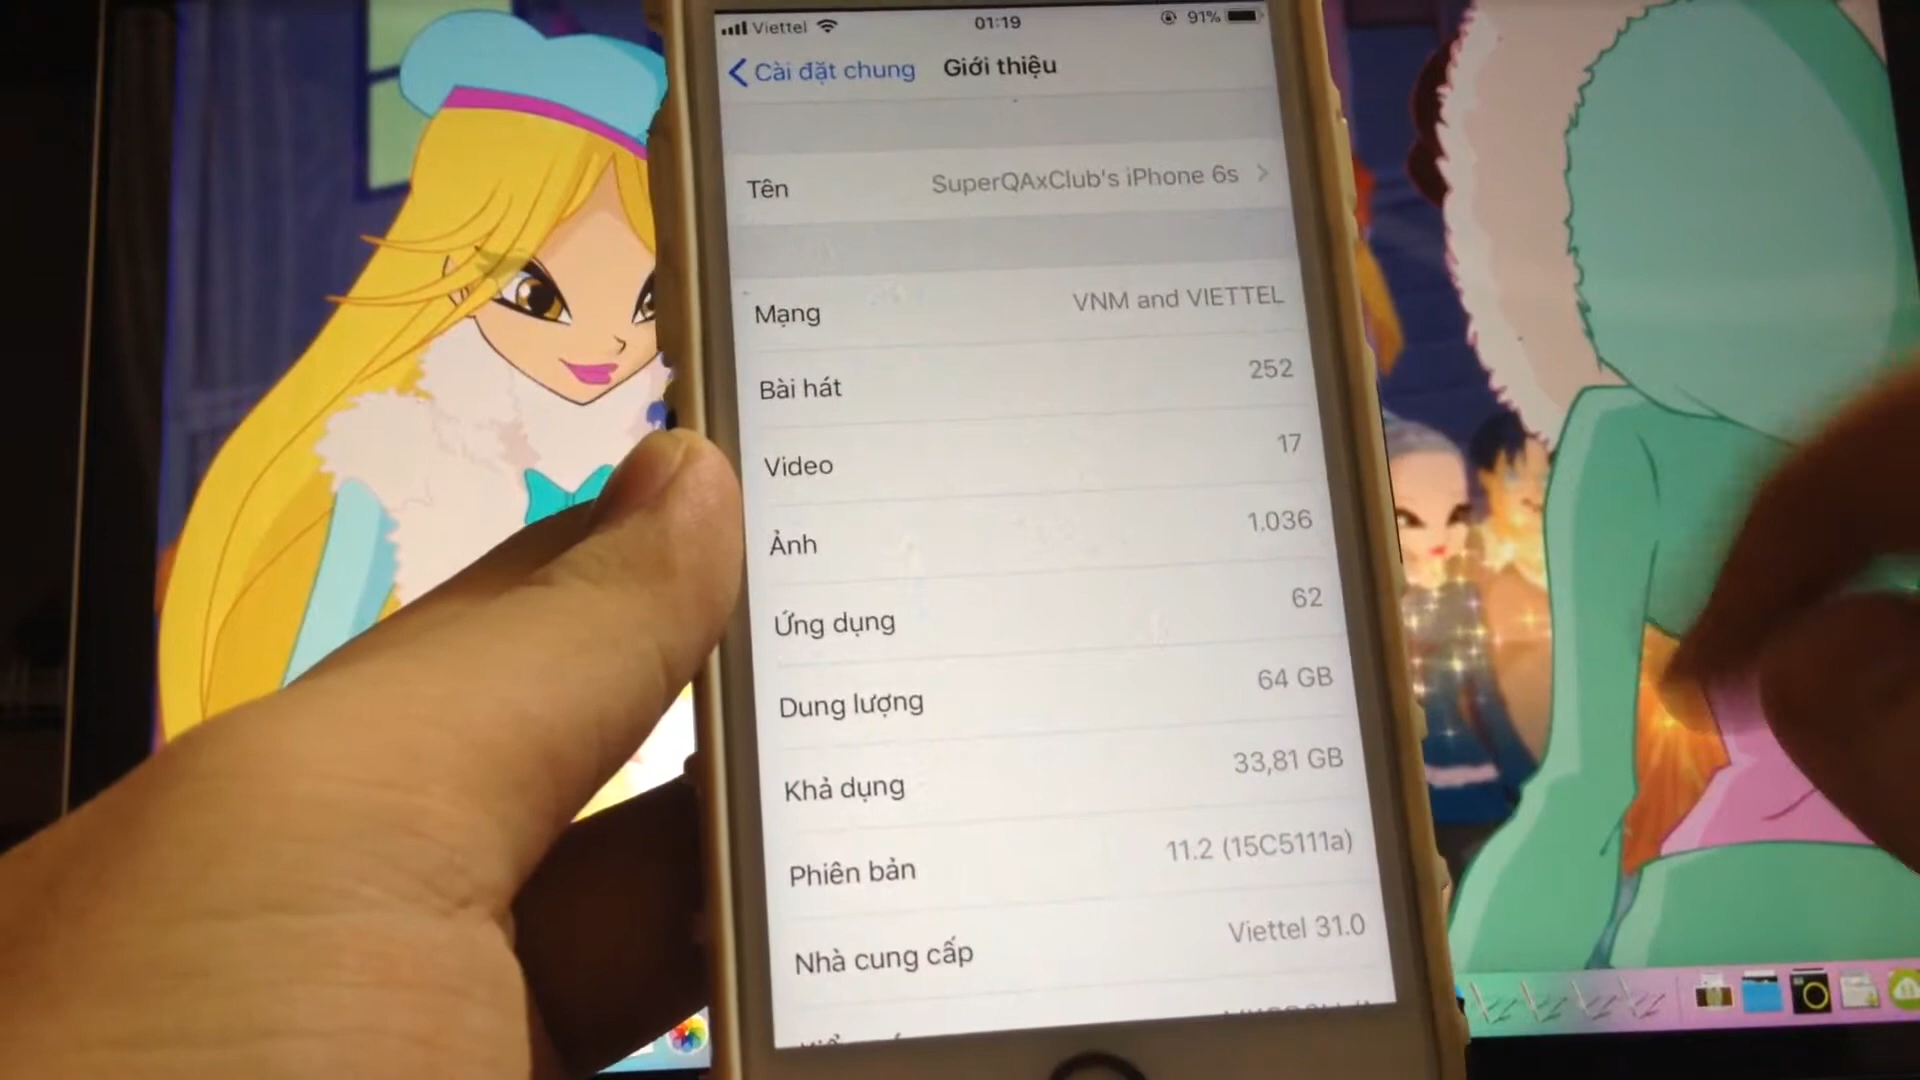 Viettel 01:19 91%
Cài đặt chung Giới thiệu
Tên SuperQAxClub's iPhone 6s
Mạng VNM and VIETTEL
Bài hát 252
Video 17
Ảnh 1.036
Ứng dụng 62
Dung lượng 64 GB
Khả dụng 33,81 GB
Phiên bản 11.2 (15C5111a)
Nhà cung cấp Viettel 31.0